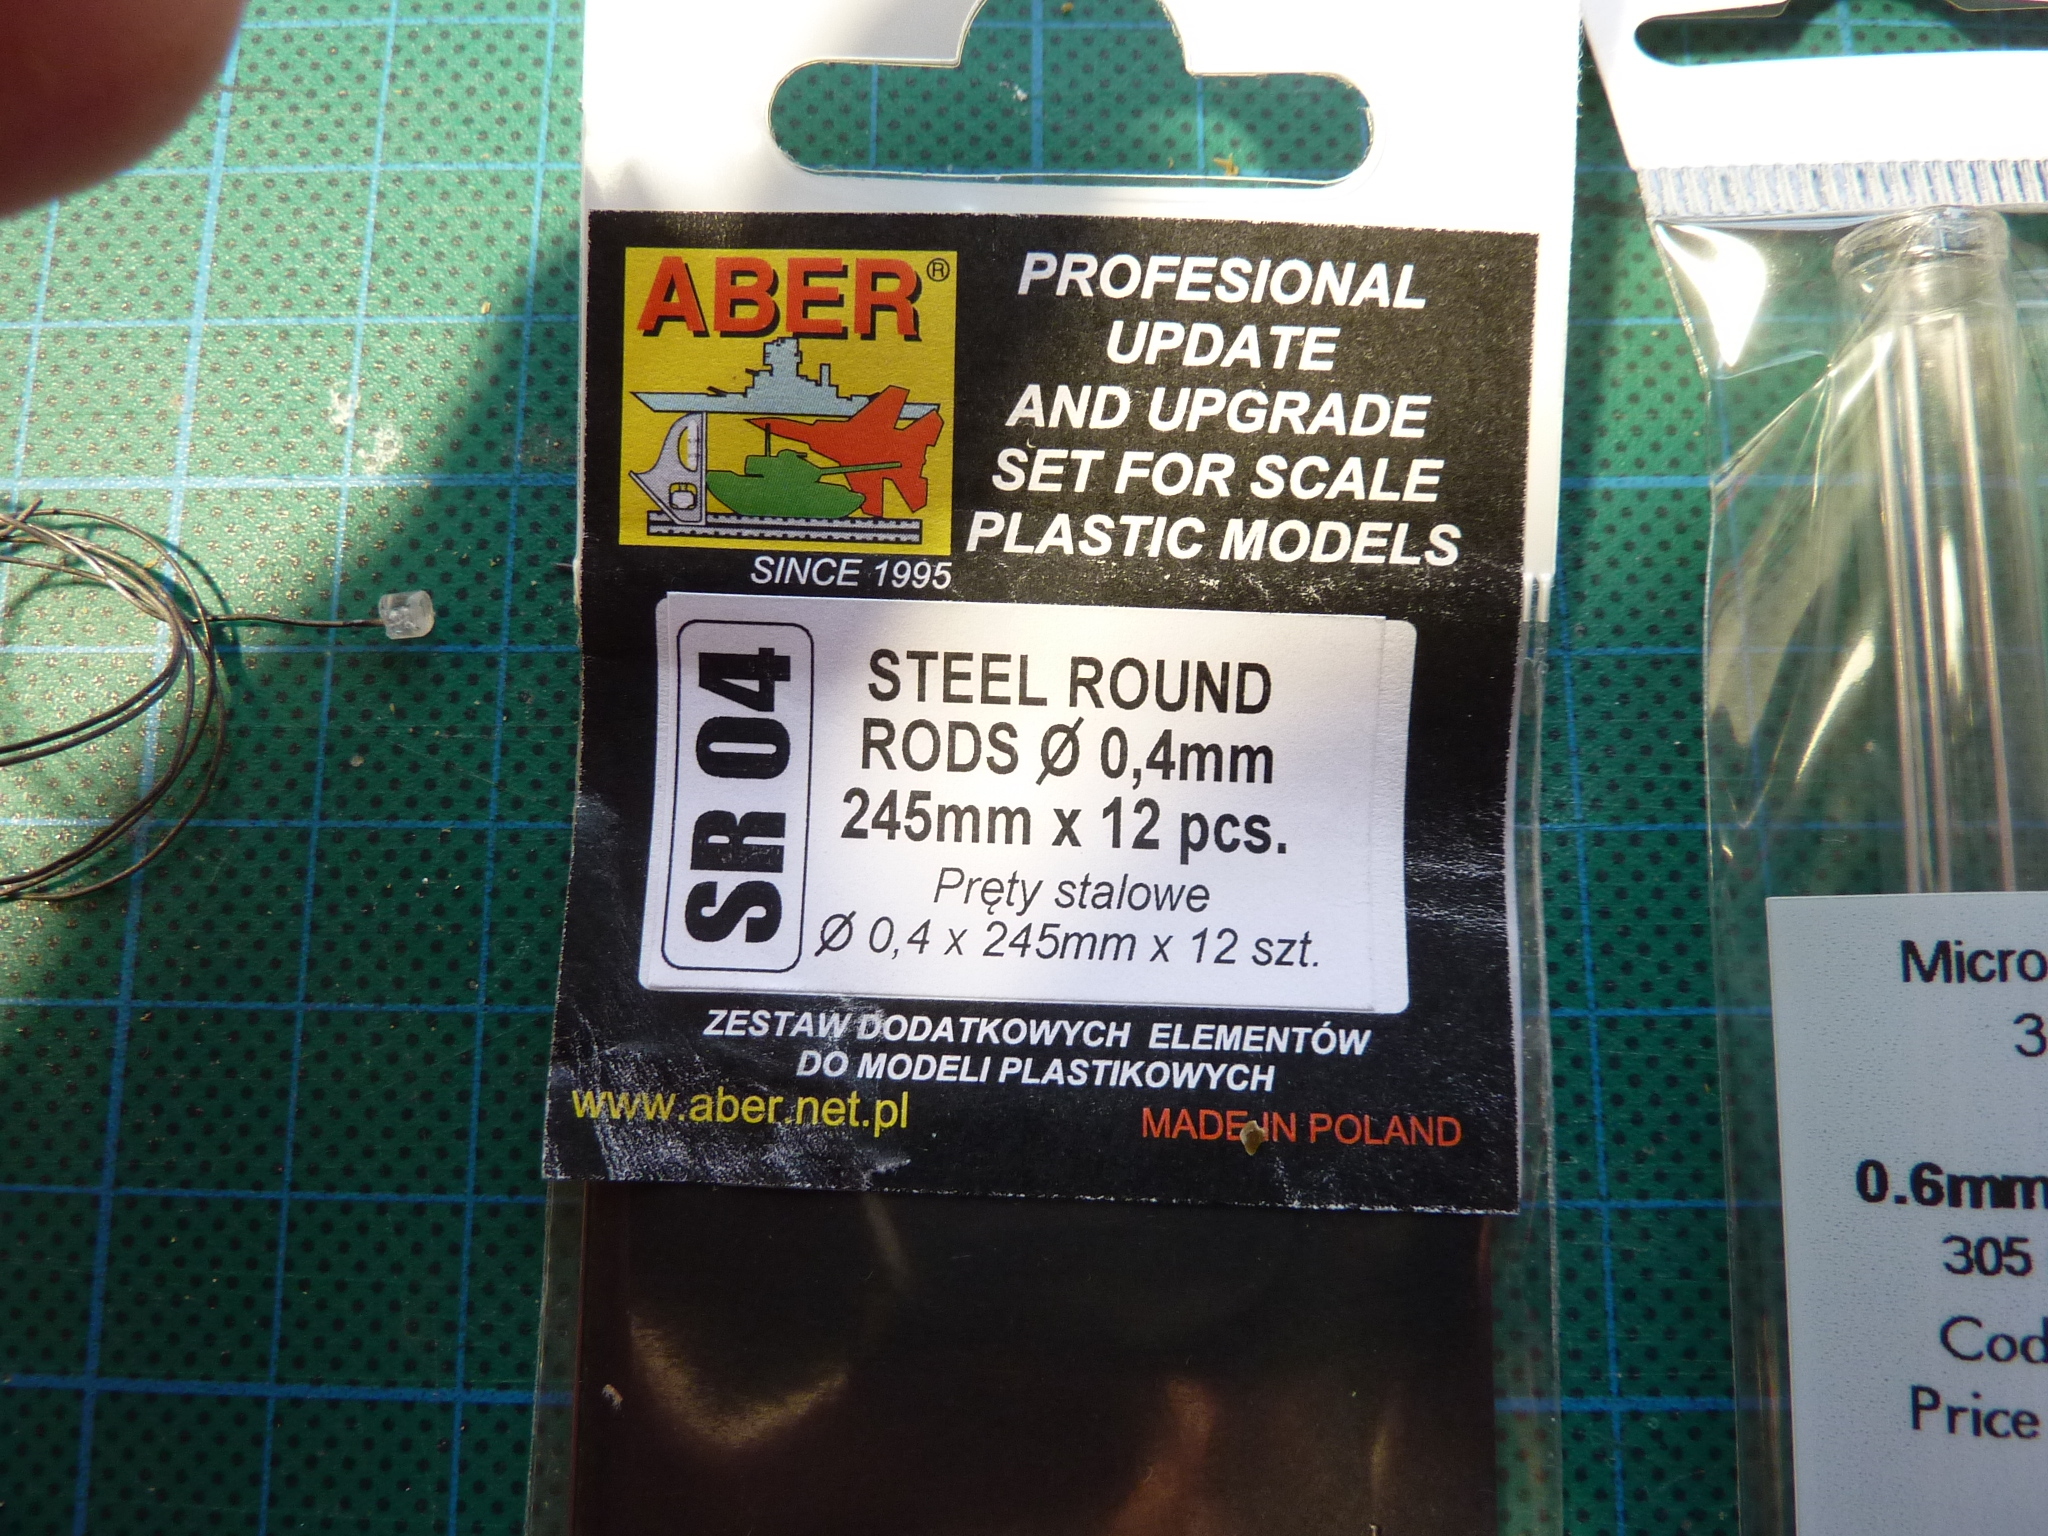 ABER®
SINCE 1995
PROFESIONAL
UPDATE
AND UPGRADE
SET FOR SCALE
PLASTIC MODELS
SR 04
STEEL ROUND
RODS Ø 0,4mm
245mm x 12 pcs.
Pręty stalowe
Ø 0,4 x 245mm x 12 szt.
ZESTAW DODATKOWYCH ELEMENTÓW
DO MODELI PLASTIKOWYCH
www.aber.net.pl
MADE IN POLAND
Micro
3
0.6mm
305
Cod
Price